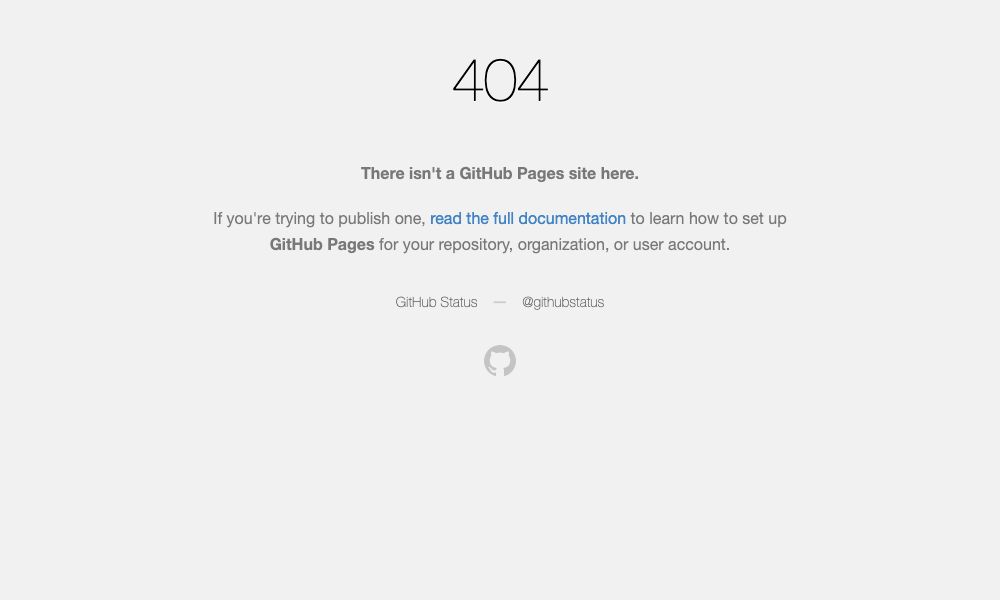 404
There isn't a GitHub Pages site here.
If you're trying to publish one, read the full documentation to learn how to set up
GitHub Pages for your repository, organization, or user account.
GitHub Status — @githubstatus